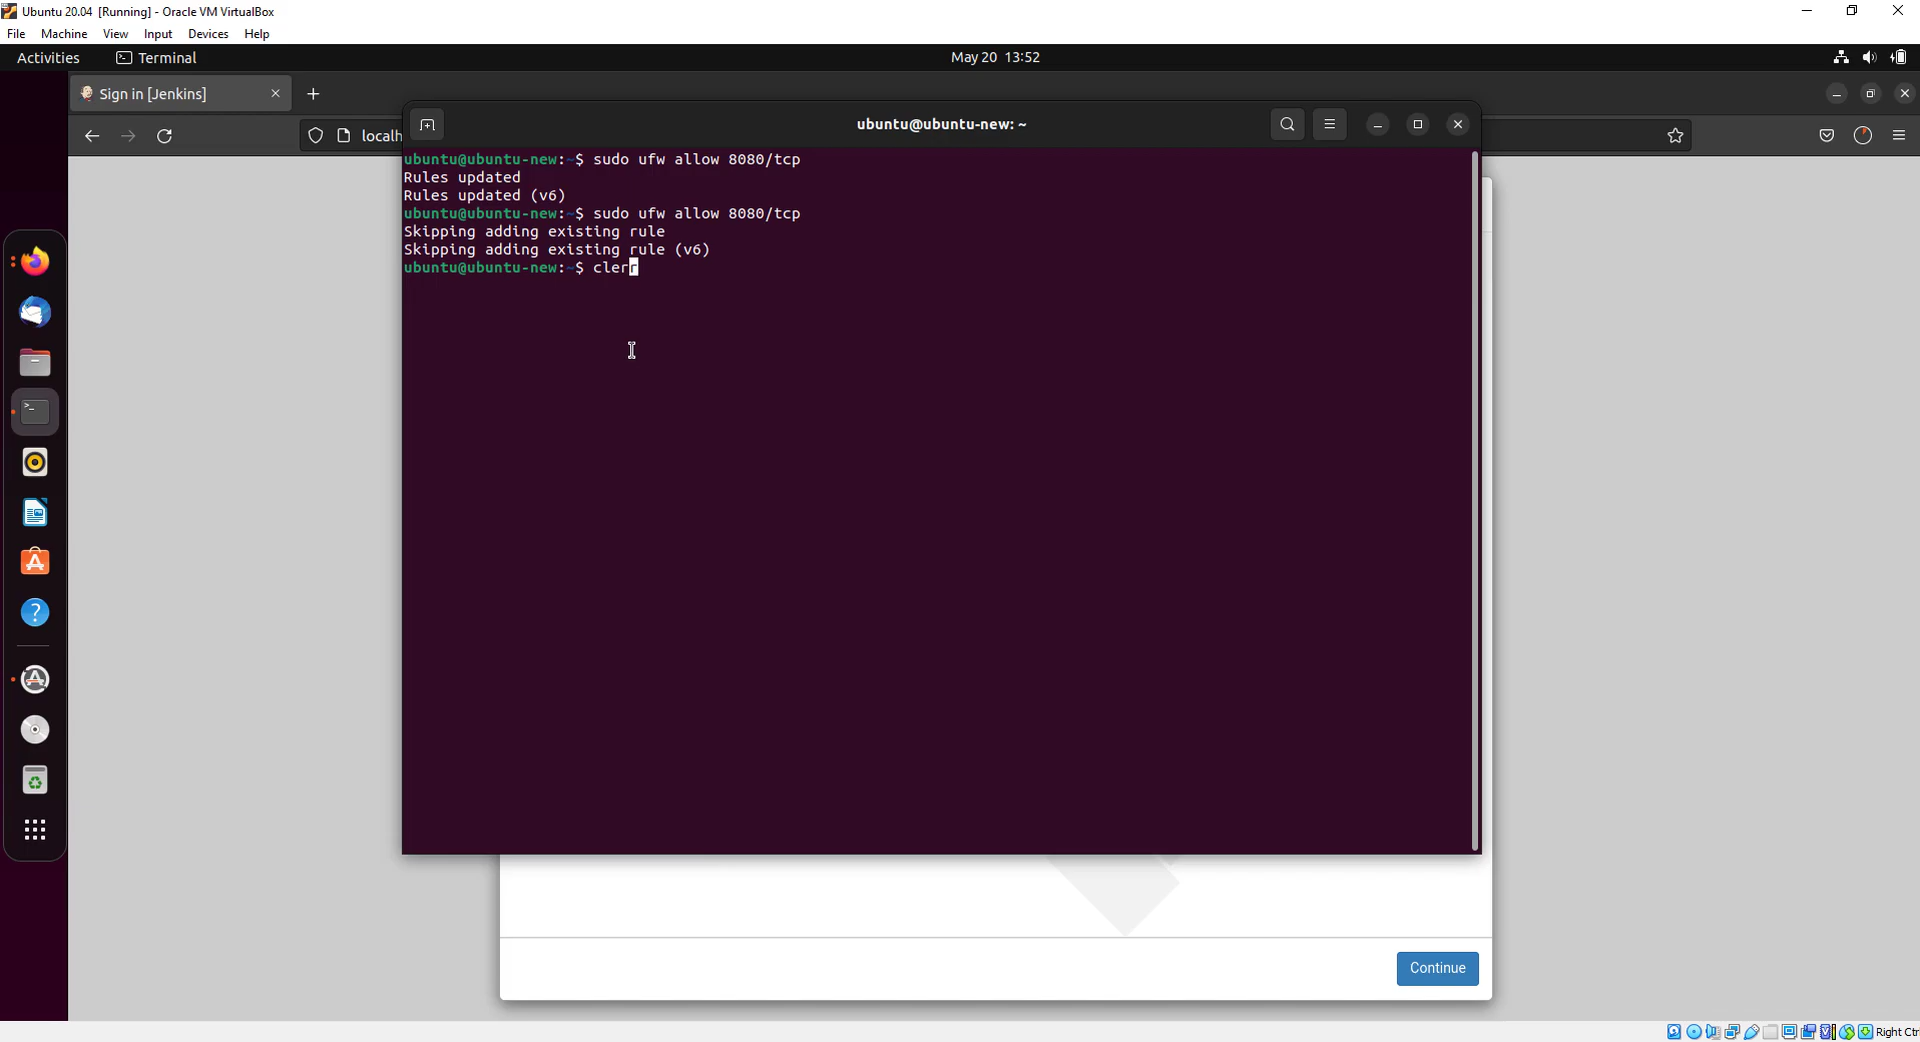 Ubuntu 20.04 [Running] - Oracle VM VirtualBox
File Machine View Input Devices Help
Activities Terminal May 20 13:52
Sign in [Jenkins]
localh
ubuntu@ubuntu-new: ~
ubuntu@ubuntu-new:~$ sudo ufw allow 8080/tcp
Rules updated
Rules updated (v6)
ubuntu@ubuntu-new:~$ sudo ufw allow 8080/tcp
Skipping adding existing rule
Skipping adding existing rule (v6)
ubuntu@ubuntu-new:~$ clerr
Continue
Right Ctr